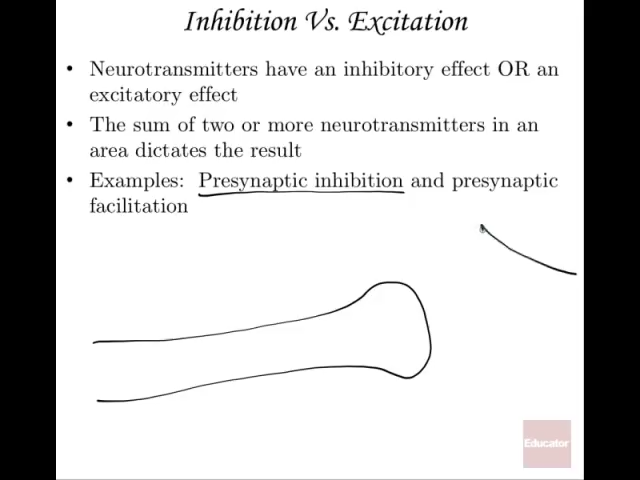 Inhibition Vs. Excitation
• Neurotransmitters have an inhibitory effect OR an
excitatory effect
• The sum of two or more neurotransmitters in an
area dictates the result
• Examples: Presynaptic inhibition and presynaptic
facilitation
Educator